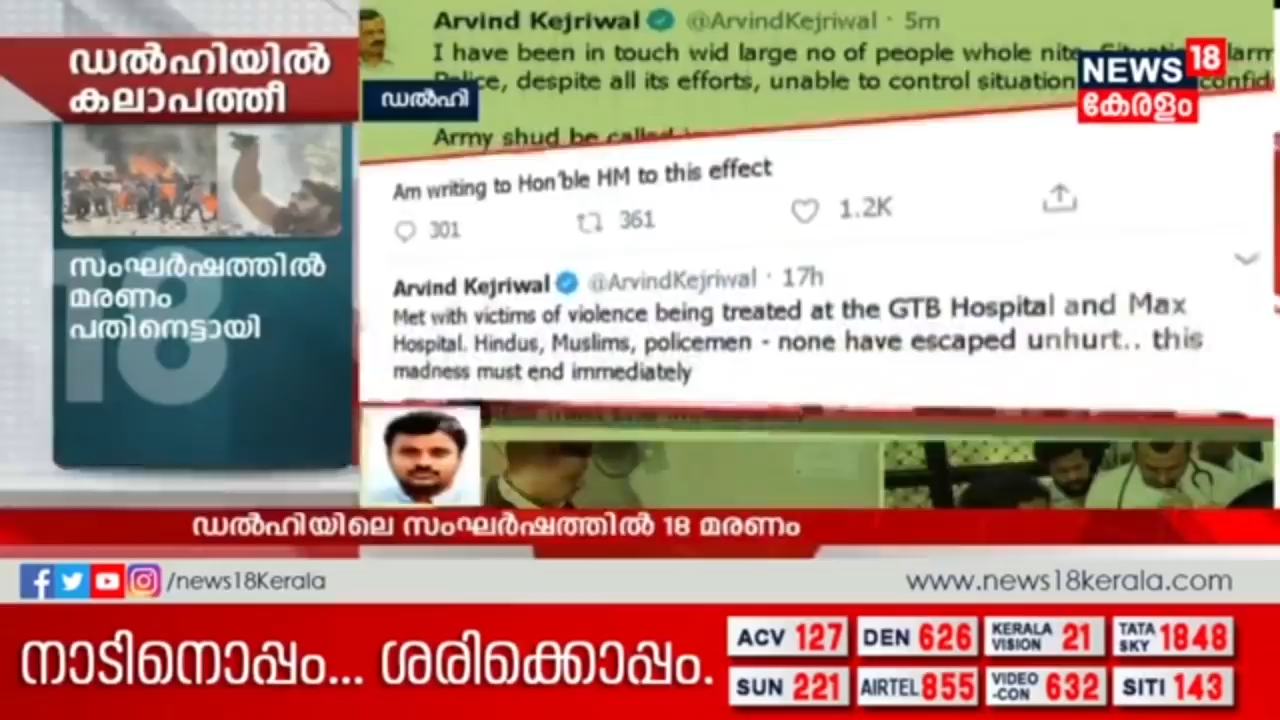 ഡൽഹിയിൽ
കലാപത്തീ
സംഘർഷത്തിൽ
മരണം
പതിനെട്ടായി
18
ഡൽഹി
Arvind Kejriwal @ArvindKejriwal · 5m
I have been in touch wid large no of people whole nite.
despite all its efforts, unable to control situation
Army shud be
NEWS 18
കേരളം
Am writing to Hon'ble HM to this effect
301 361 1.2K
Arvind Kejriwal @ArvindKejriwal · 17h
Met with victims of violence being treated at the GTB Hospital and Max
Hospital. Hindus, Muslims, policemen - none have escaped unhurt.. this
madness must end immediately
ഡൽഹിയിലെ സംഘർഷത്തിൽ 18 മരണം
/news18Kerala
www.news18kerala.com
നാടിനൊപ്പം... ശരിക്കൊപ്പം.
ACV 127 DEN 626 KERALA VISION 21 TATA SKY 1848
SUN 221 AIRTEL 855 VIDEO -CON 632 SITI 143